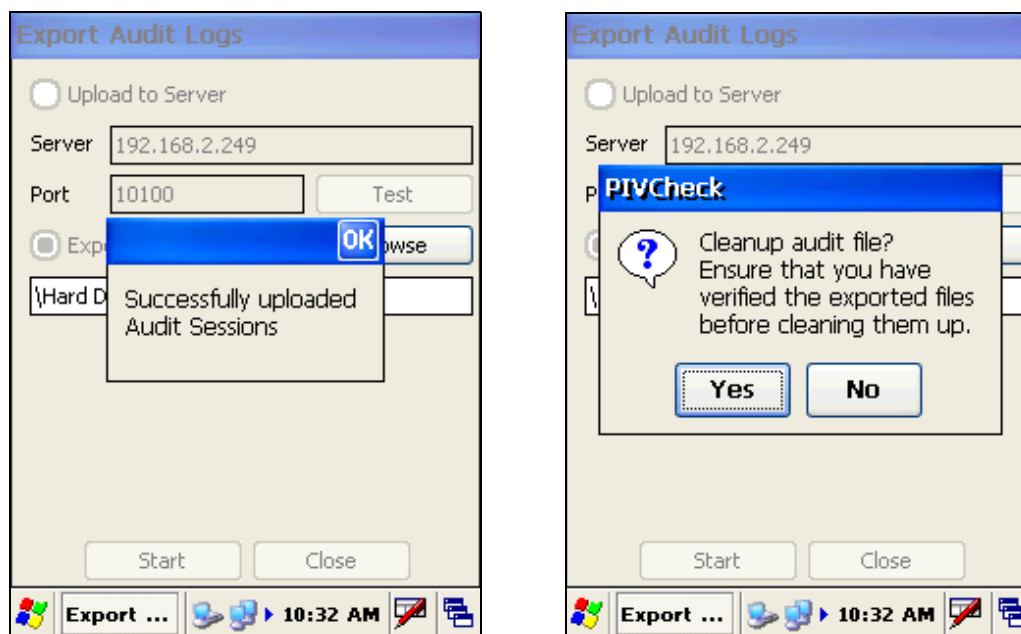 Export Audit Logs
Upload to Server
Server 192.168.2.249
Port 10100 Test
OK
Successfully uploaded
Audit Sessions
\Hard D
Start Close
Export ... 10:32 AM
Export Audit Logs
Upload to Server
Server 192.168.2.249
PIVCheck
Cleanup audit file?
Ensure that you have
verified the exported files
before cleaning them up.
Yes No
Start Close
Export ... 10:32 AM